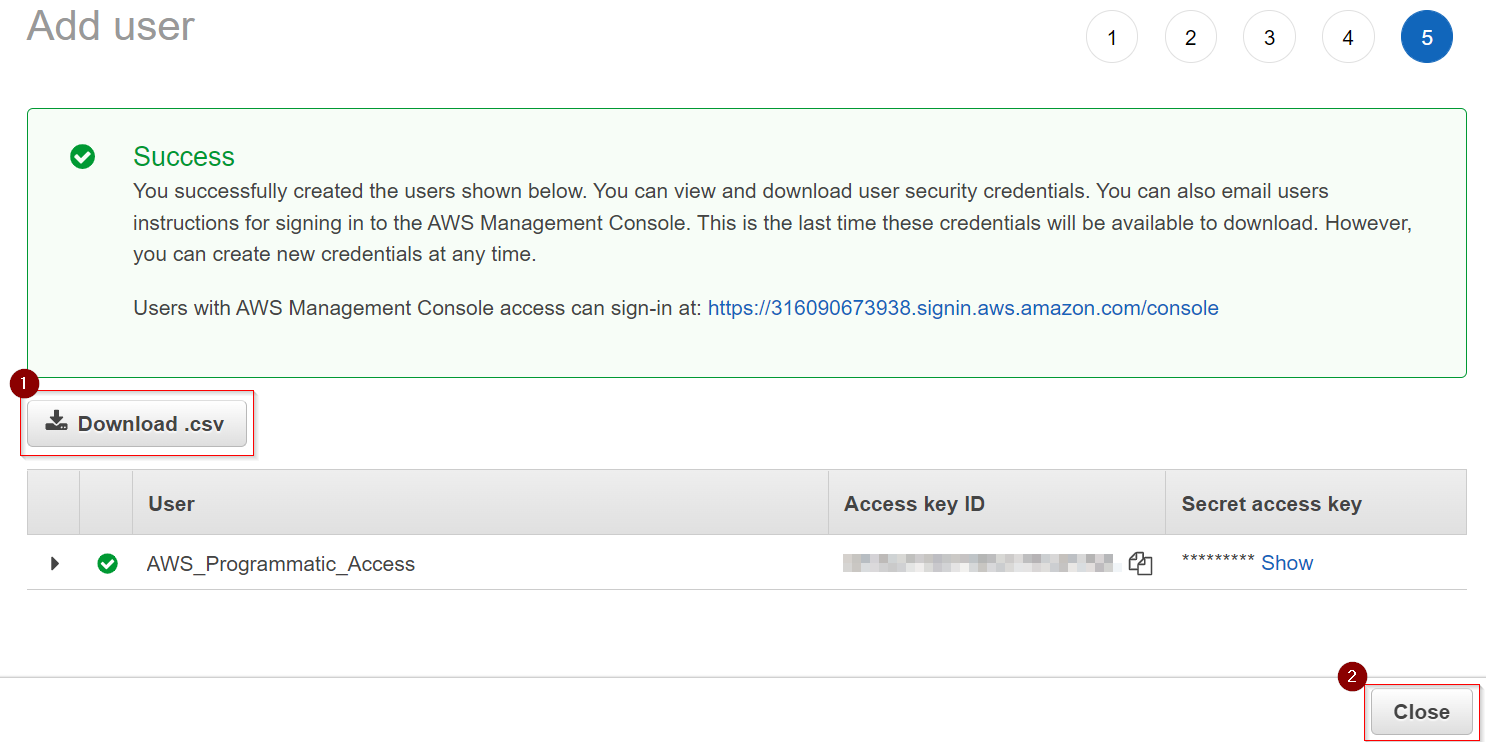 Add user
1 2 3 4 5
Success
You successfully created the users shown below. You can view and download user security credentials. You can also email users
instructions for signing in to the AWS Management Console. This is the last time these credentials will be available to download. However,
you can create new credentials at any time.
Users with AWS Management Console access can sign-in at: https://316090673938.signin.aws.amazon.com/console
1
Download .csv
User Access key ID Secret access key
AWS_Programmatic_Access ********* Show
2
Close